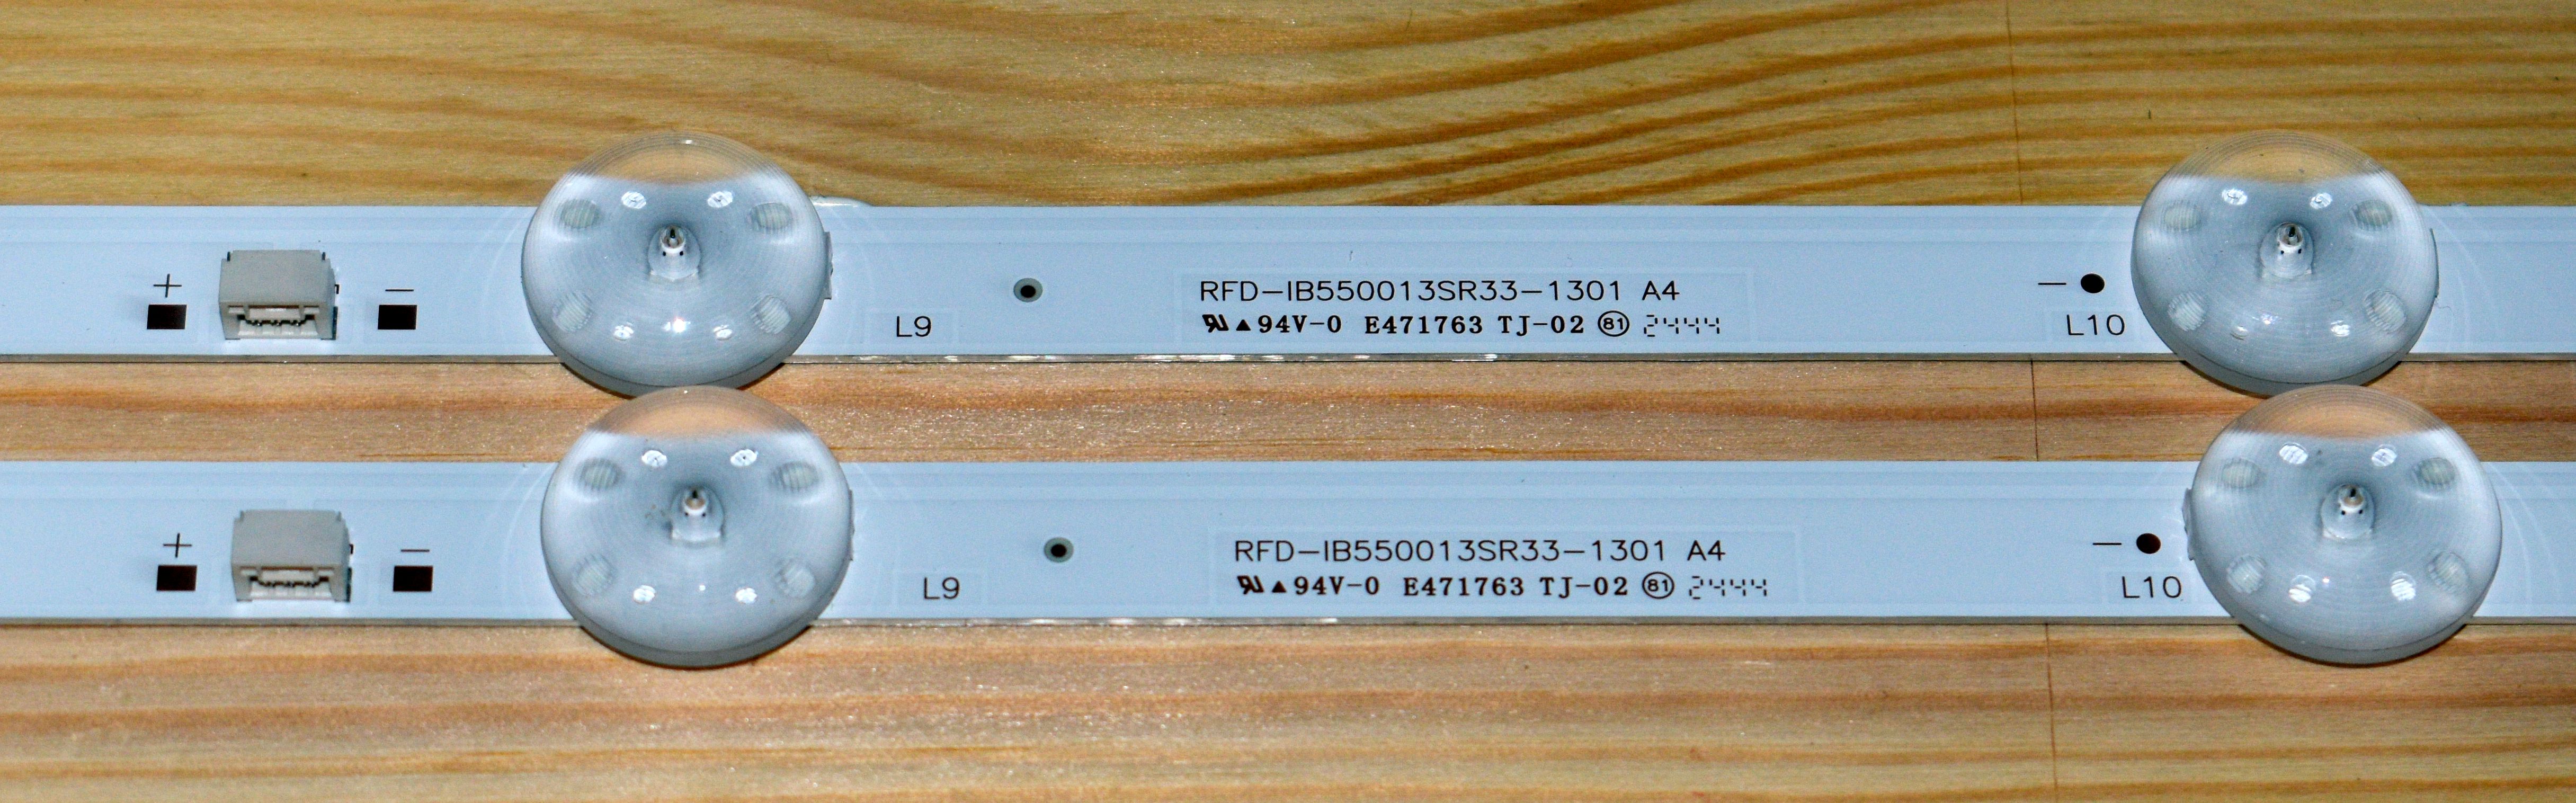 + −
L9
RFD-IB550013SR33-1301 A4
▲94V-0 E471763 TJ-02 81 2444
−
L10
+ −
L9
RFD-IB550013SR33-1301 A4
▲94V-0 E471763 TJ-02 81 2444
−
L10